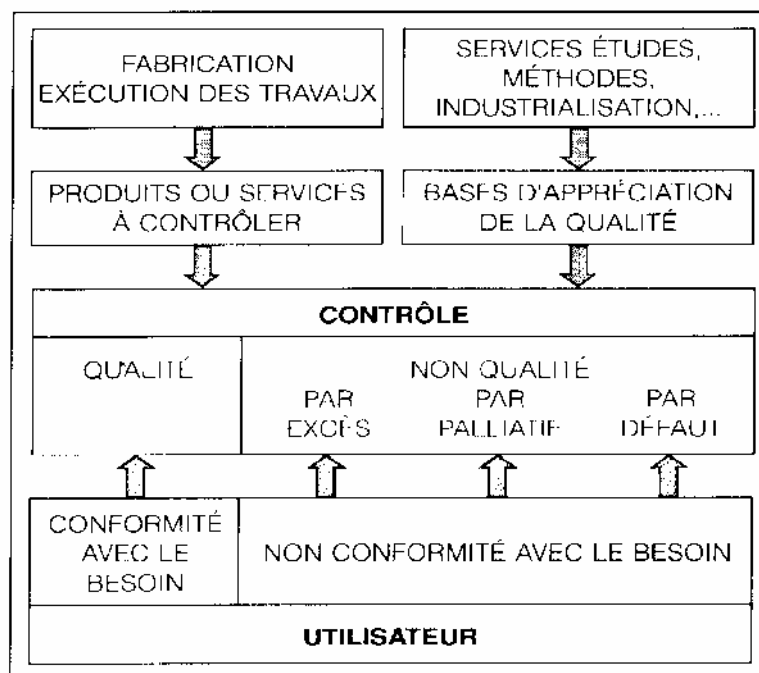 FABRICATION
EXÉCUTION DES TRAVAUX
SERVICES ÉTUDES,
MÉTHODES,
INDUSTRIALISATION,...
PRODUITS OU SERVICES
À CONTRÔLER
BASES D'APPRÉCIATION
DE LA QUALITÉ
CONTRÔLE
QUALITÉ
NON QUALITÉ
PAR PAR PAR
EXCÈS PALLIATIF DÉFAUT
CONFORMITÉ
AVEC LE
BESOIN
NON CONFORMITÉ AVEC LE BESOIN
UTILISATEUR